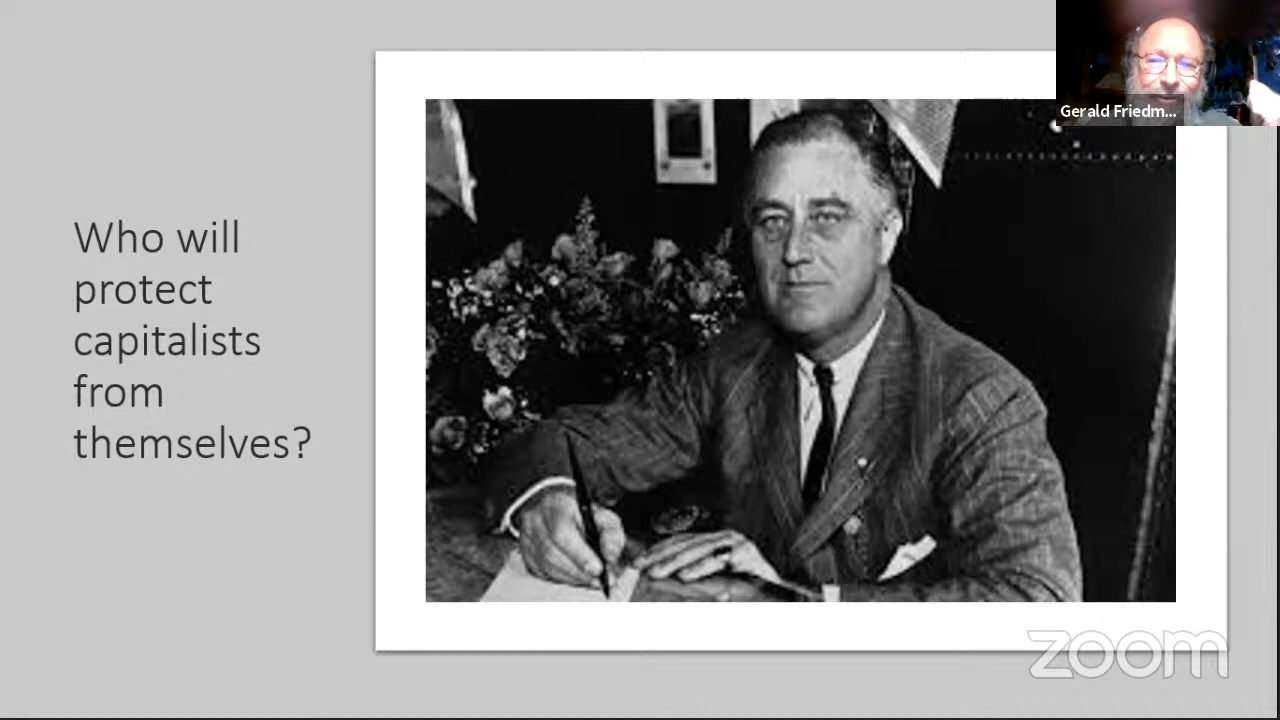 Gerald Friedm...
Who will
protect
capitalists
from
themselves?
zoom